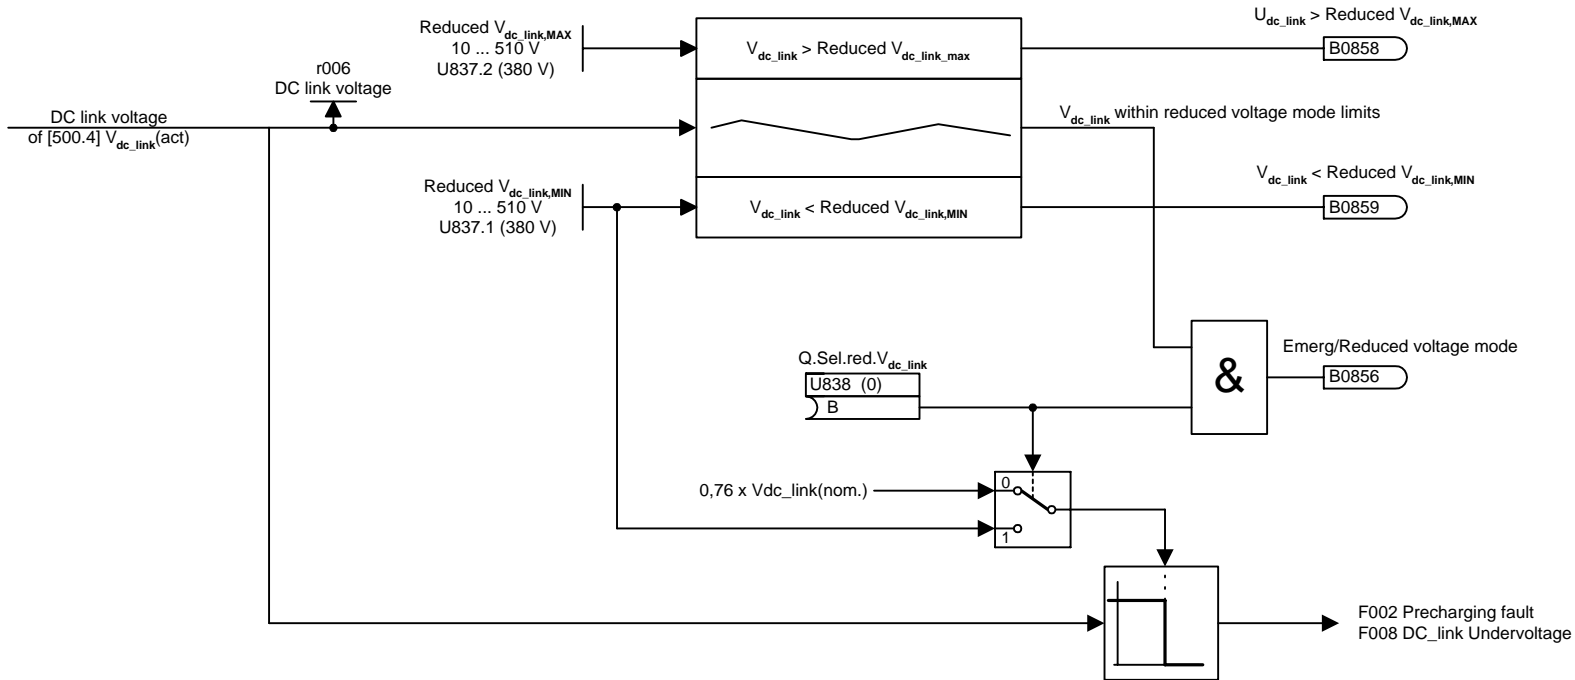 Reduced Vdc_link,MAX
10 ... 510 V
U837.2 (380 V)
Vdc_link > Reduced Vdc_link_max
Udc_link > Reduced Vdc_link,MAX
B0858
r006
DC link voltage
DC link voltage
of [500.4] Vdc_link(act)
Vdc_link within reduced voltage mode limits
Reduced Vdc_link,MIN
10 ... 510 V
U837.1 (380 V)
Vdc_link < Reduced Vdc_link,MIN
Vdc_link < Reduced Vdc_link,MIN
B0859
Q.Sel.red.Vdc_link
U838 (0)
B
&
Emerg/Reduced voltage mode
B0856
0,76 x Vdc_link(nom.)
0
1
F002 Precharging fault
F008 DC_link Undervoltage